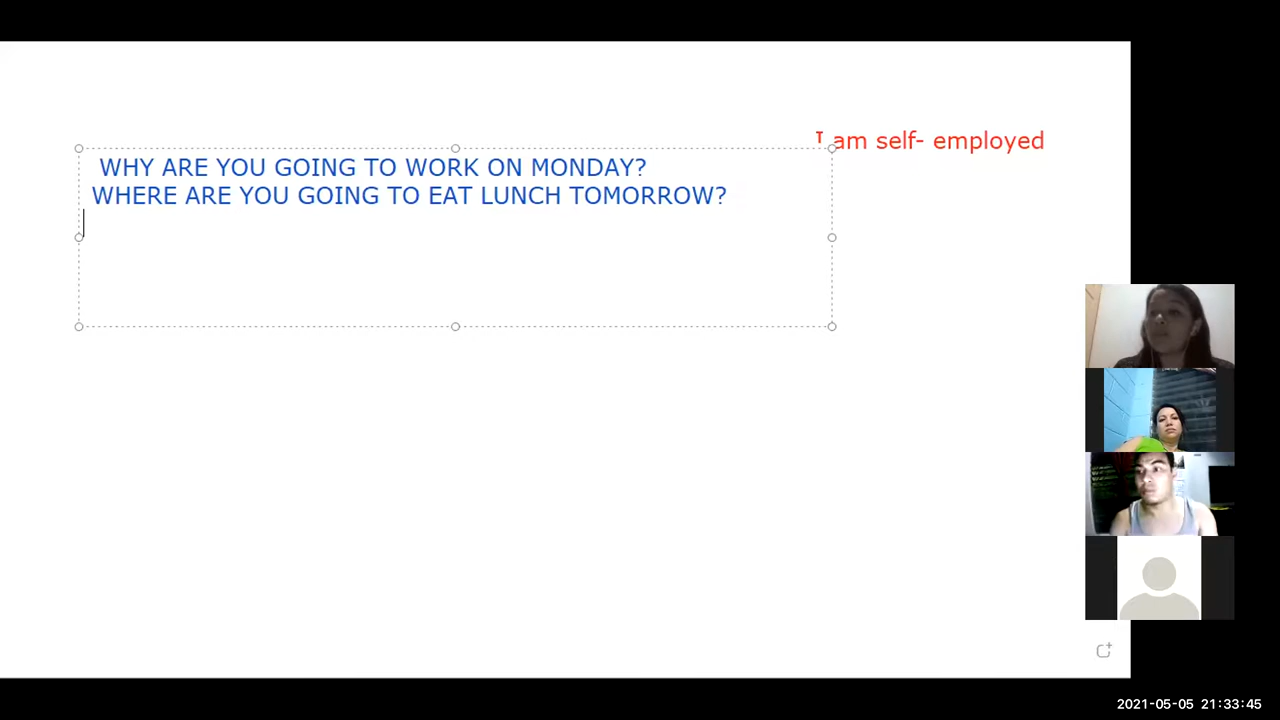 I am self- employed
WHY ARE YOU GOING TO WORK ON MONDAY?
WHERE ARE YOU GOING TO EAT LUNCH TOMORROW?
2021-05-05 21:33:45